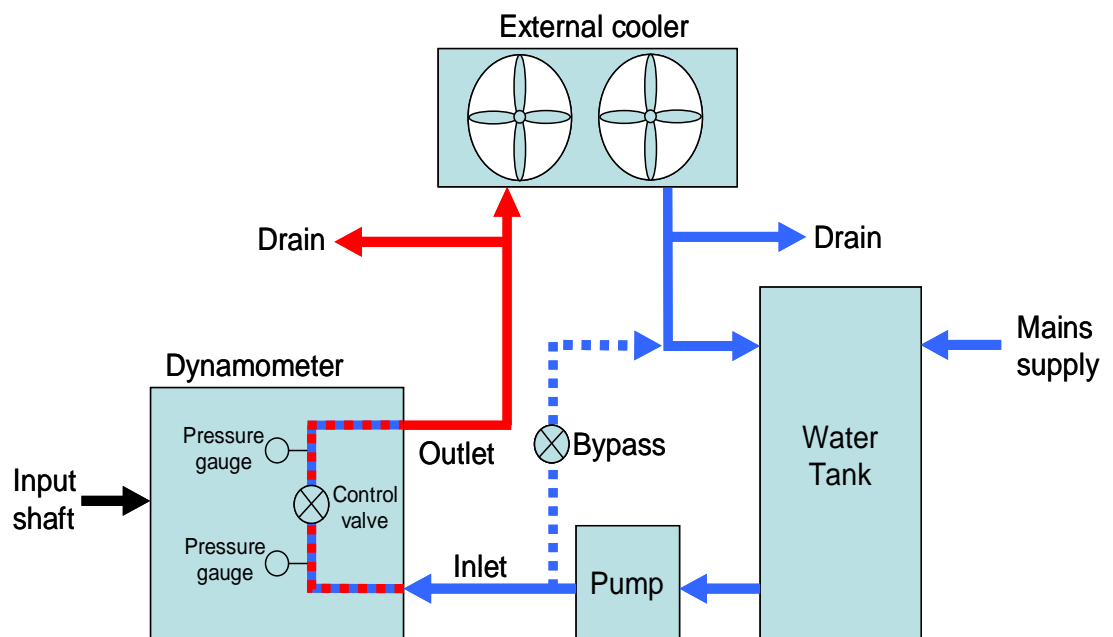 External cooler
Drain
Drain
Mains
supply
Dynamometer
Pressure
gauge
Outlet
Bypass
Water
Tank
Input
shaft
Control
valve
Pressure
gauge
Inlet
Pump